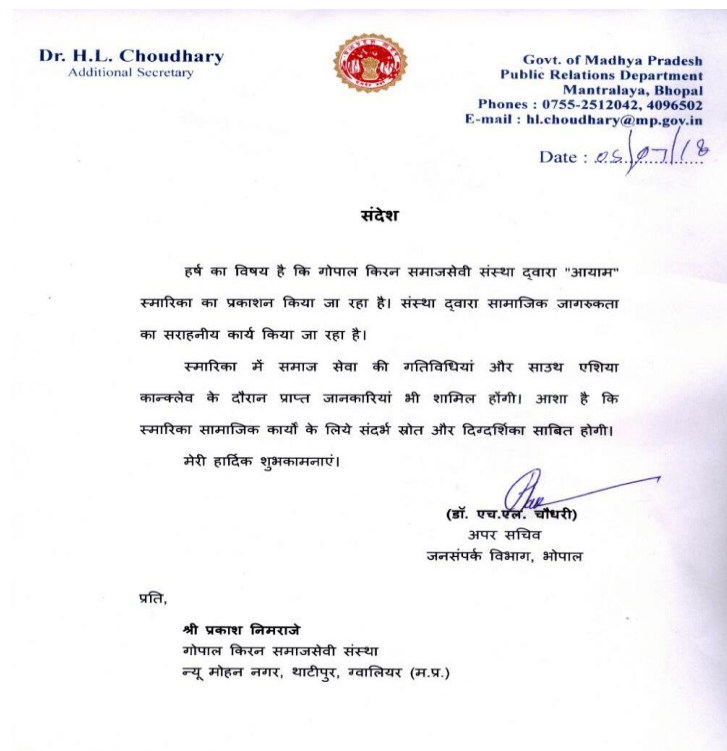 Dr. H.L. Choudhary
Additional Secretary
Govt. of Madhya Pradesh
Public Relations Department
Mantralaya, Bhopal
Phones : 0755-2512042, 4096502
E-mail : hl.choudhary@mp.gov.in
Date : 05/07/18
संदेश
हर्ष का विषय है कि गोपाल किरन समाजसेवी संस्था द्वारा "आयाम"
स्मारिका का प्रकाशन किया जा रहा है। संस्था द्वारा सामाजिक जागरुकता
का सराहनीय कार्य किया जा रहा है।
स्मारिका में समाज सेवा की गतिविधियां और साउथ एशिया
कान्क्लेव के दौरान प्राप्त जानकारियां भी शामिल होंगी। आशा है कि
स्मारिका सामाजिक कार्यों के लिये संदर्भ स्रोत और दिग्दर्शिका साबित होगी।
मेरी हार्दिक शुभकामनाएं।
(डॉ. एच.एल. चौधरी)
अपर सचिव
जनसंपर्क विभाग, भोपाल
प्रति,
श्री प्रकाश निमराजे
गोपाल किरन समाजसेवी संस्था
न्यू मोहन नगर, थाटीपुर, ग्वालियर (म.प्र.)